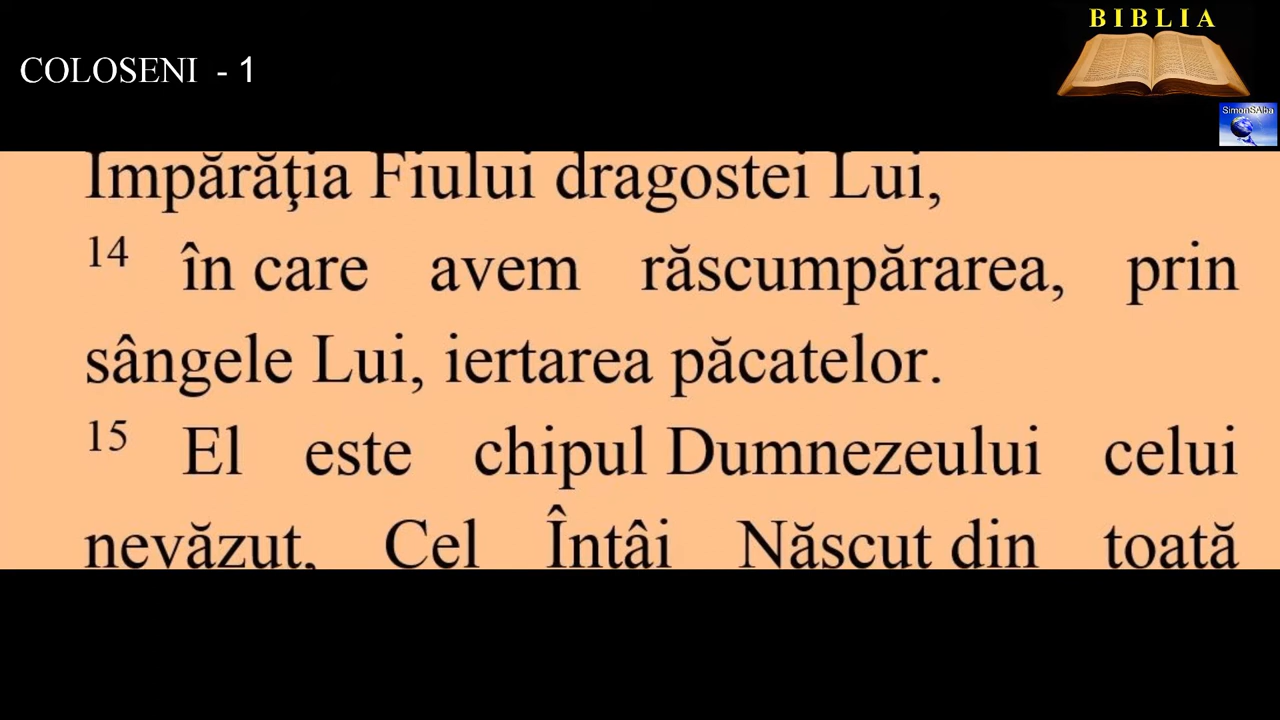 BIBLIA
COLOSENI - 1
SimonSAlba
Împărăţia Fiului dragostei Lui,
14 în care avem răscumpărarea, prin
sângele Lui, iertarea păcatelor.
15 El este chipul Dumnezeului celui
nevăzut, Cel Întâi Născut din toată